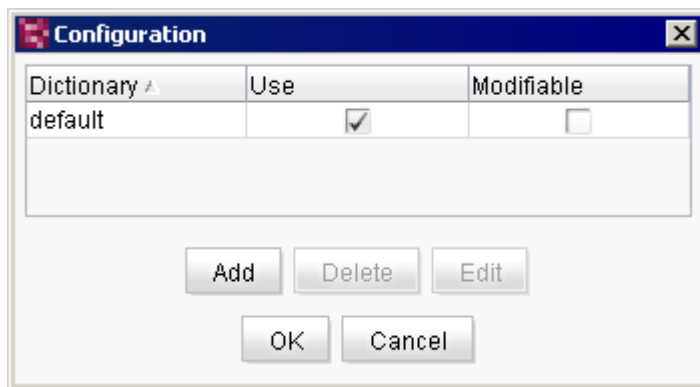 Configuration
Dictionary Use Modifiable
default
Add Delete Edit
OK Cancel